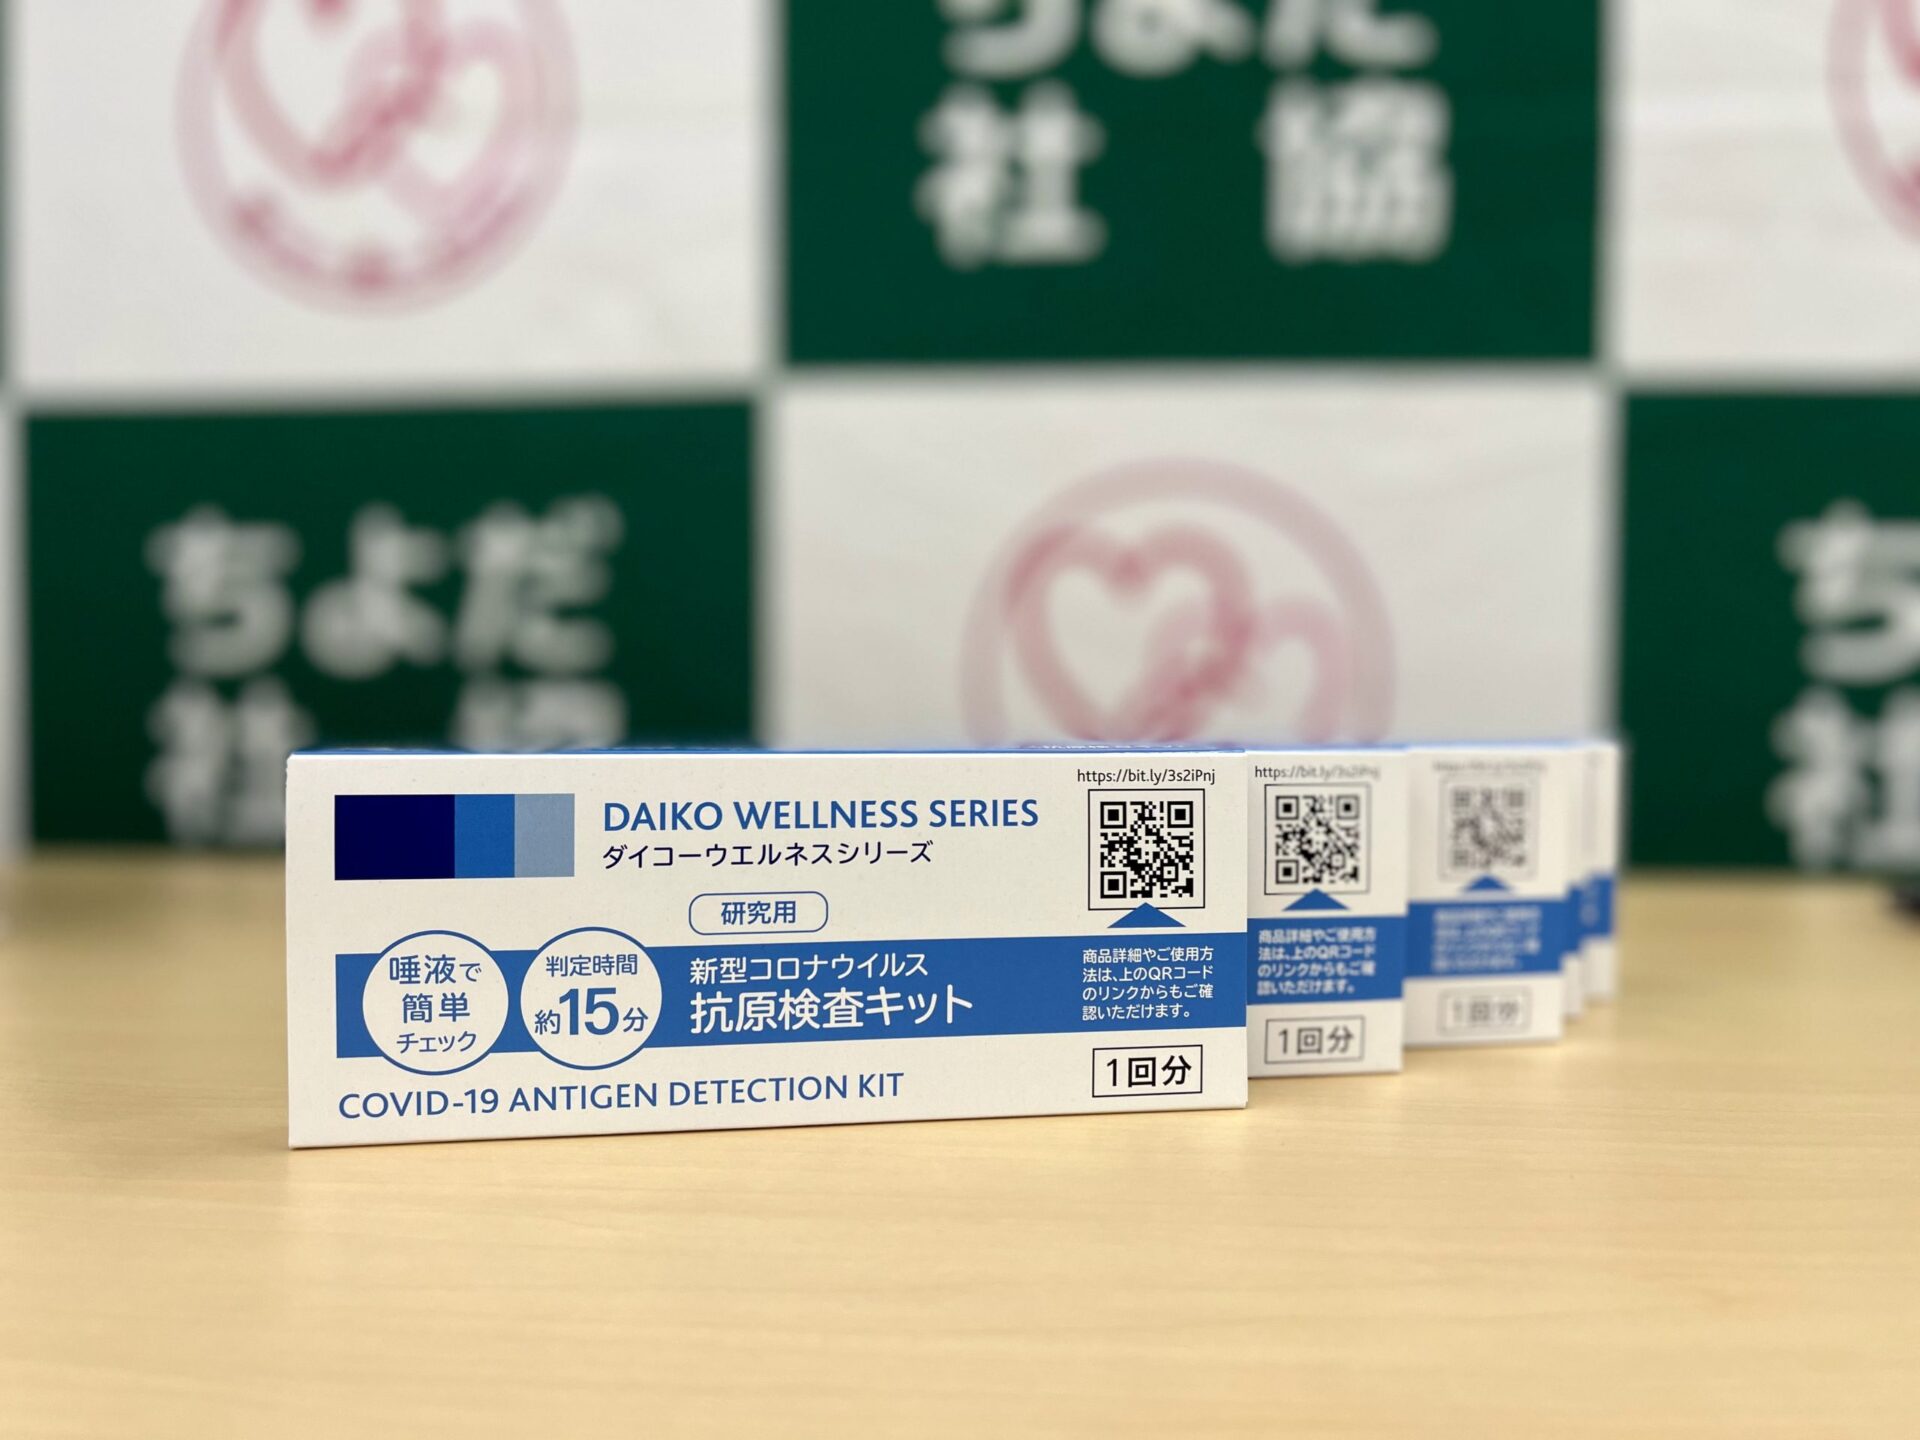 ちよだ
社 協
ちよだ
社 協
ち
社
https://bit.ly/3s2iPnj
DAIKO WELLNESS SERIES
ダイコーウエルネスシリーズ
研究用
唾液で
簡単
チェック
判定時間
約15分
新型コロナウイルス
抗原検査キット
商品詳細やご使用方
法は、上のQRコード
のリンクからもご確
認いただけます。
COVID-19 ANTIGEN DETECTION KIT
1回分
https://bit.ly/3s2iPnj
商品詳細やご使用方
法は、上のQRコード
のリンクからもご確
認いただけます。
1回分
1回分